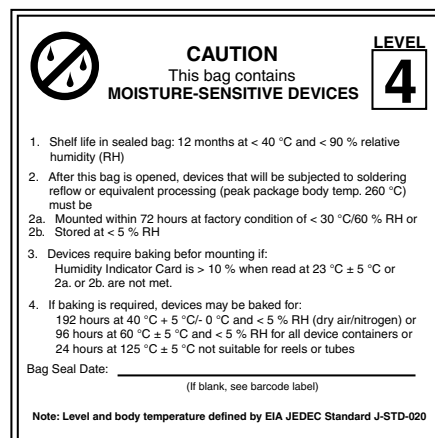 LEVEL
CAUTION
This bag contains
MOISTURE-SENSITIVE DEVICES
4
1. Shelf life in sealed bag: 12 months at < 40 °C and < 90 % relative
humidity (RH)
2. After this bag is opened, devices that will be subjected to soldering
reflow or equivalent processing (peak package body temp. 260 °C)
must be
2a. Mounted within 72 hours at factory condition of < 30 °C/60 % RH or
2b. Stored at < 5 % RH
3. Devices require baking befor mounting if:
Humidity Indicator Card is > 10 % when read at 23 °C ± 5 °C or
2a. or 2b. are not met.
4. If baking is required, devices may be baked for:
192 hours at 40 °C + 5 °C/- 0 °C and < 5 % RH (dry air/nitrogen) or
96 hours at 60 °C ± 5 °C and < 5 % RH for all device containers or
24 hours at 125 °C ± 5 °C not suitable for reels or tubes
Bag Seal Date:
(If blank, see barcode label)
Note: Level and body temperature defined by EIA JEDEC Standard J-STD-020